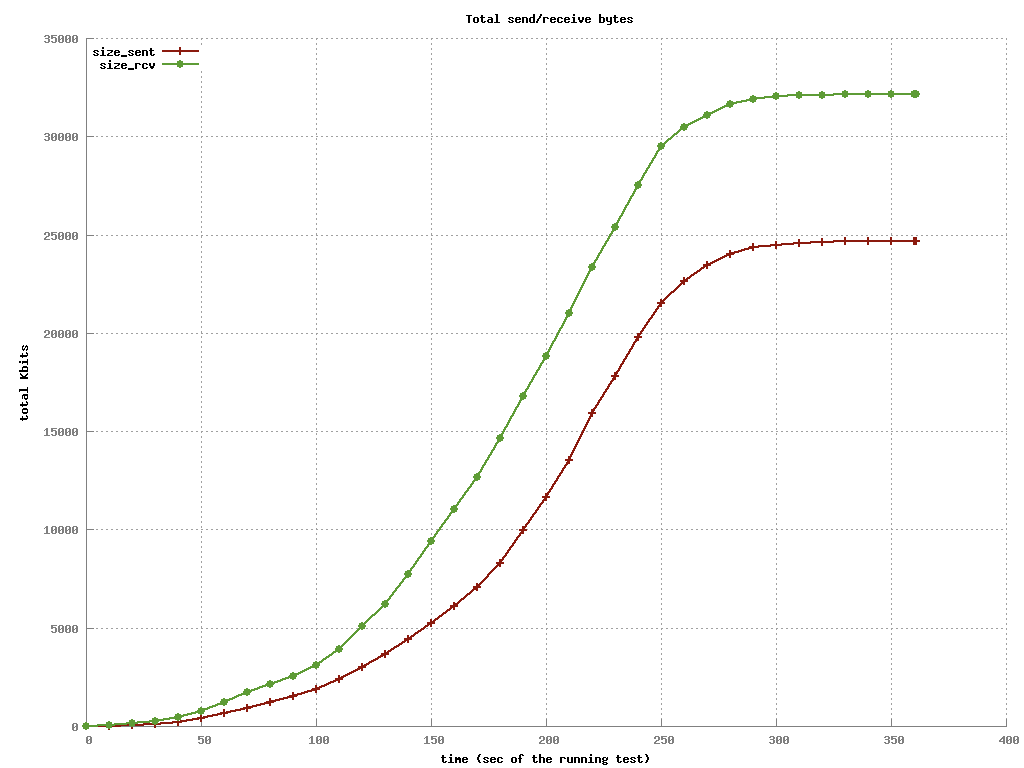 Total send/receive bytes
35000
size_sent
size_rcv
30000
25000
20000
total Kbits
15000
10000
5000
0
0 50 100 150 200 250 300 350 400
time (sec of the running test)